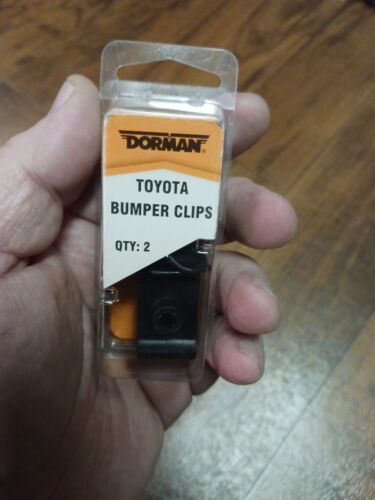 DORMAN®
TOYOTA
BUMPER CLIPS
QTY: 2